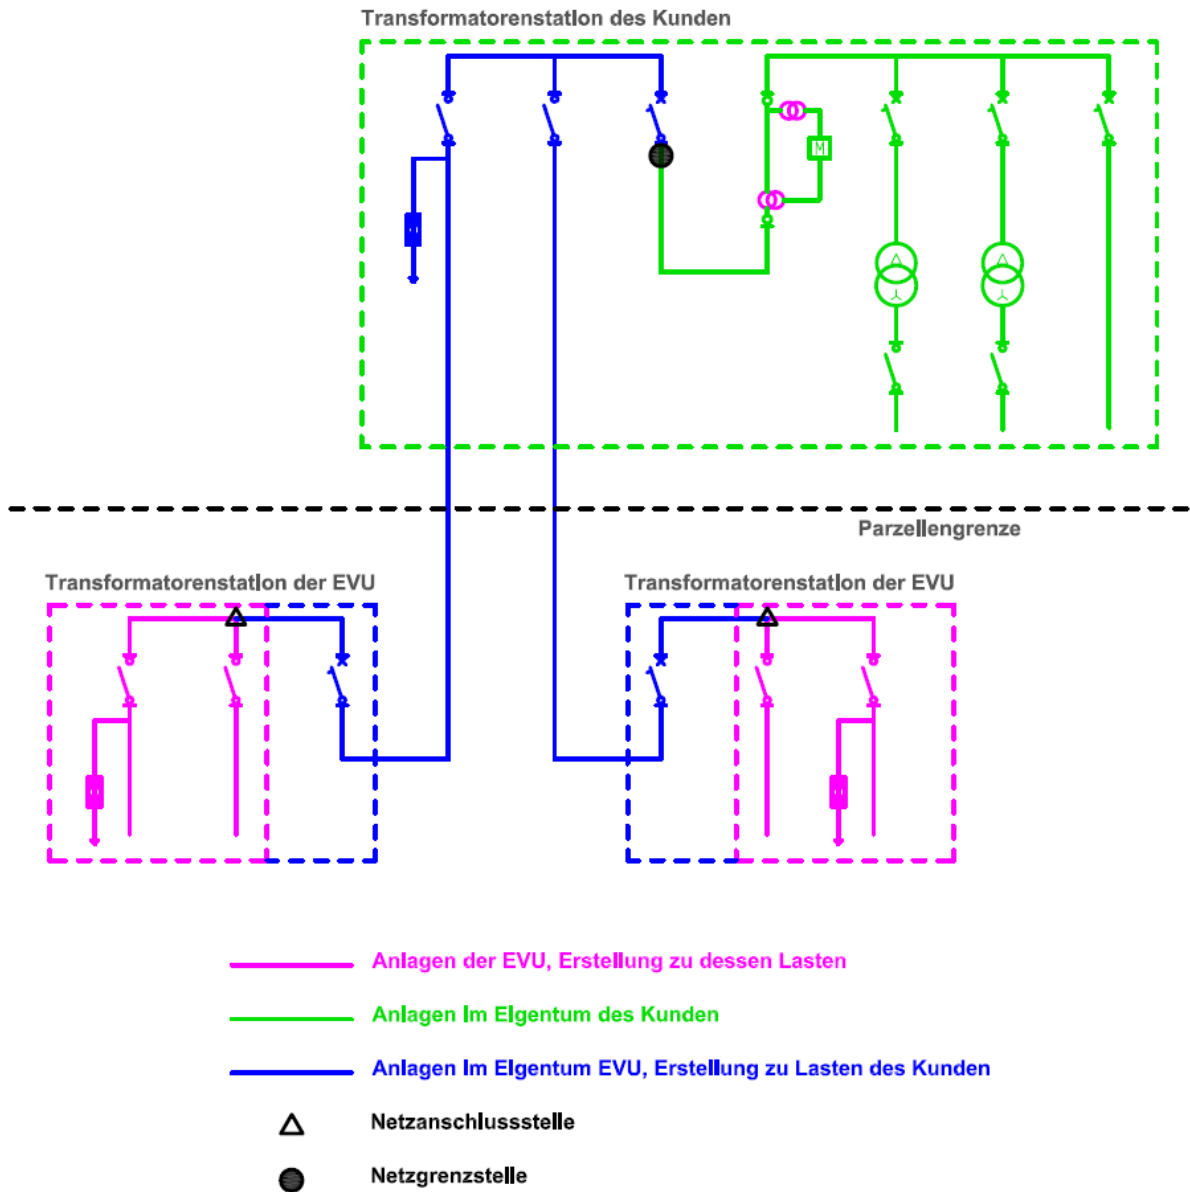 Transformatorenstation des Kunden
M
Parzellengrenze
Transformatorenstation der EVU
Transformatorenstation der EVU
Anlagen der EVU, Erstellung zu dessen Lasten
Anlagen im Eigentum des Kunden
Anlagen im Eigentum EVU, Erstellung zu Lasten des Kunden
Netzanschlussstelle
Netzgrenzstelle